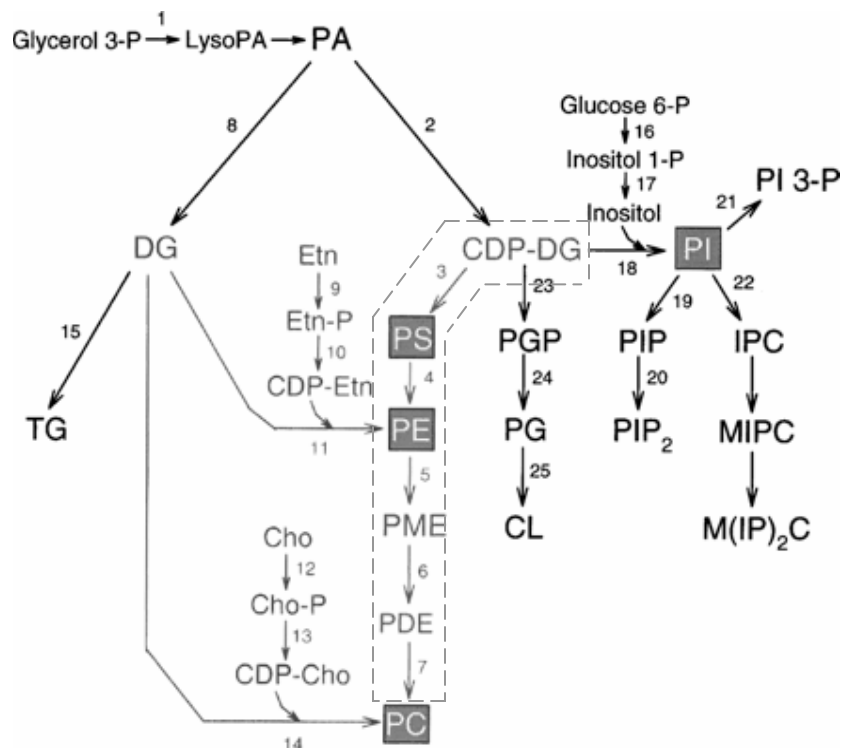 1
Glycerol 3-P LysoPA PA
8
2
Glucose 6-P
16
Inositol 1-P
17
Inositol
PI 3-P
21
DG
Etn
CDP-DG
18
PI
9
3
23
19
22
15
Etn-P
PS
PGP
PIP
IPC
10
4
24
20
CDP-Etn
TG
11
PE
PG
PIP2
MIPC
5
25
Cho
PME
CL
M(IP)2C
12
6
Cho-P
PDE
13
7
CDP-Cho
14
PC